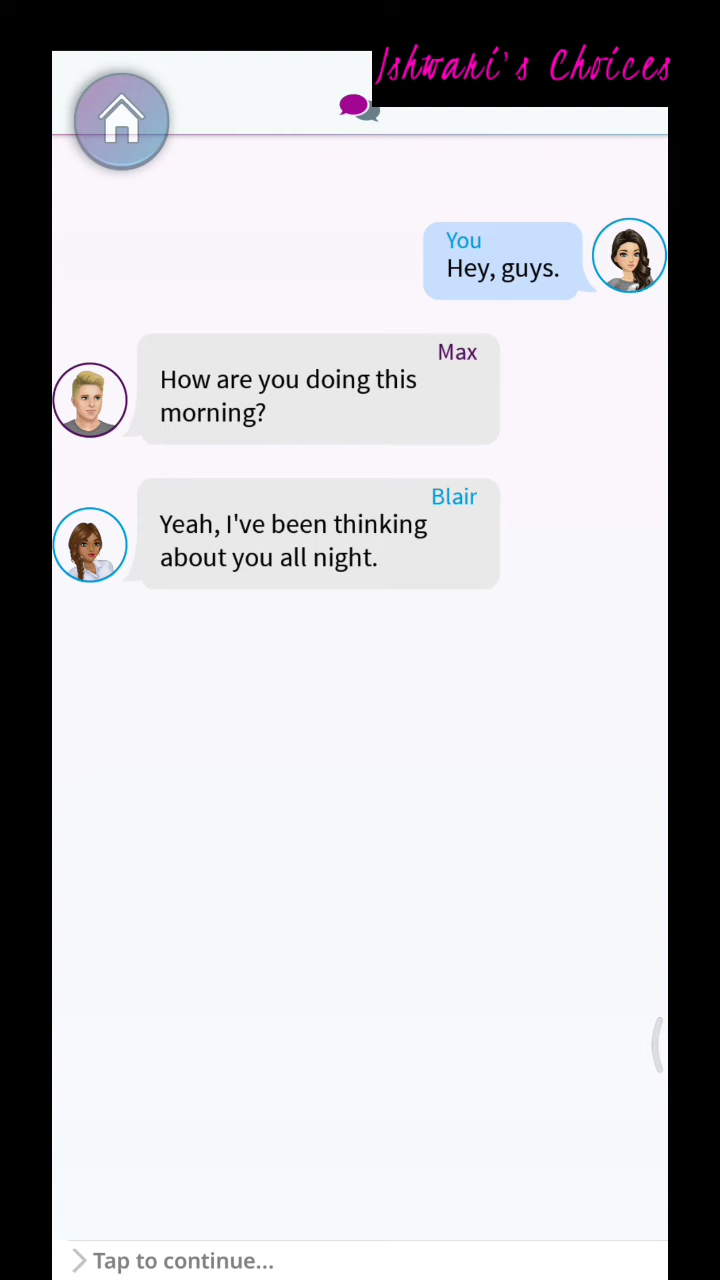 Ishwari's Choices
You
Hey, guys.
Max
How are you doing this
morning?
Blair
Yeah, I've been thinking
about you all night.
Tap to continue...